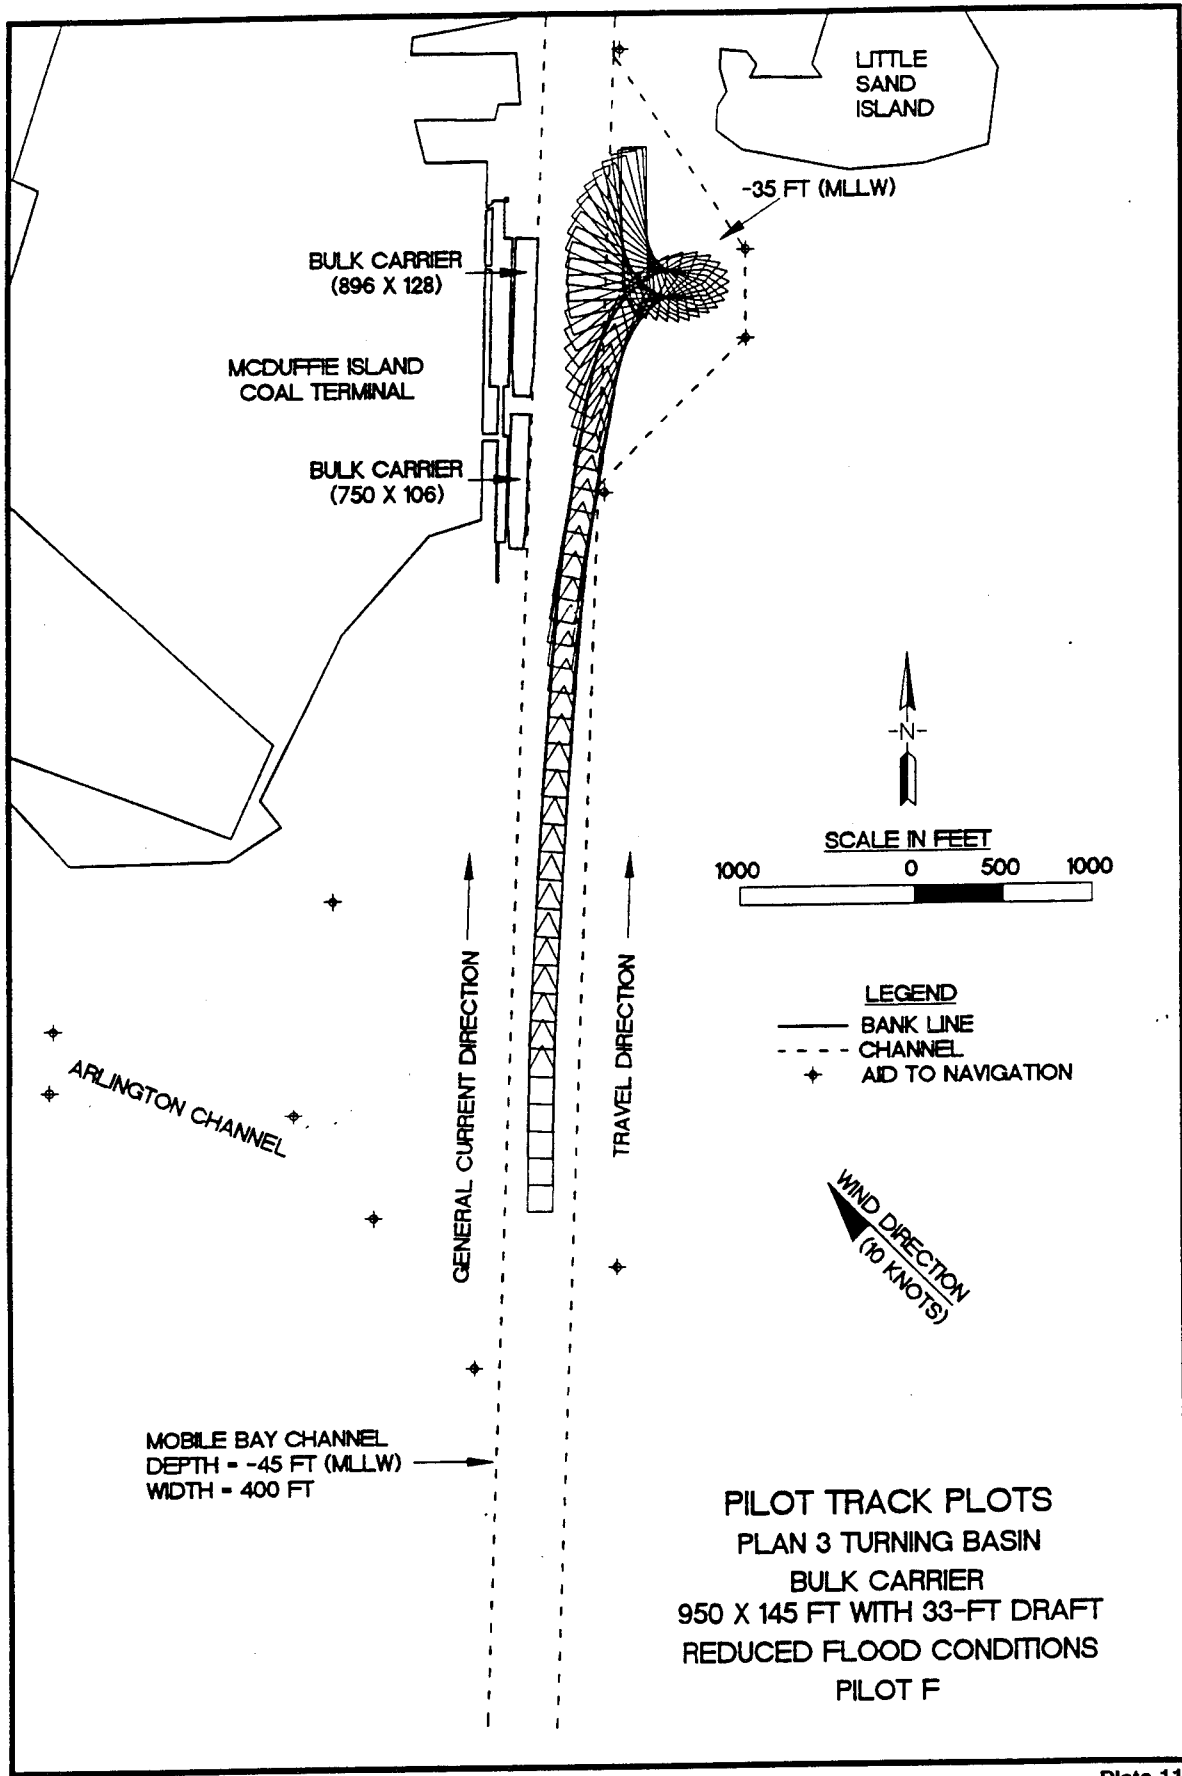 LITTLE
SAND
ISLAND
-35 FT (MLLW)
BULK CARRIER
(896 X 128)
MCDUFFIE ISLAND
COAL TERMINAL
BULK CARRIER
(750 X 106)
-N-
SCALE IN FEET
1000 0 500 1000
GENERAL CURRENT DIRECTION
TRAVEL DIRECTION
LEGEND
BANK LINE
CHANNEL
AID TO NAVIGATION
ARLINGTON CHANNEL
WIND DIRECTION
(10 KNOTS)
MOBILE BAY CHANNEL
DEPTH = -45 FT (MLLW)
WIDTH = 400 FT
PILOT TRACK PLOTS
PLAN 3 TURNING BASIN
BULK CARRIER
950 X 145 FT WITH 33-FT DRAFT
REDUCED FLOOD CONDITIONS
PILOT F